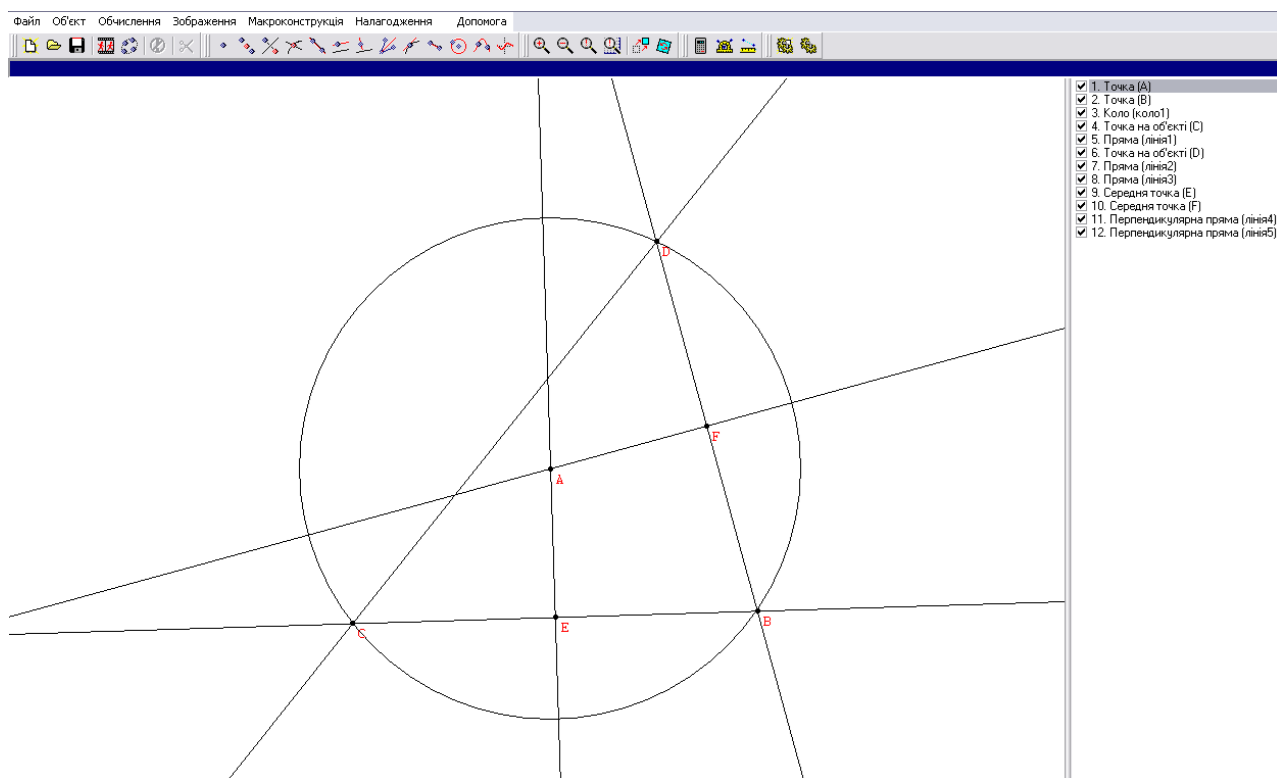 Файл Об'єкт Обчислення Зображення Макроконструкція Налагодження Допомога
1. Точка (A)
2. Точка (B)
3. Коло (коло1)
4. Точка на об'єкті (C)
5. Пряма (лінія1)
6. Точка на об'єкті (D)
7. Пряма (лінія2)
8. Пряма (лінія3)
9. Середня точка (E)
10. Середня точка (F)
11. Перпендикулярна пряма (лінія4)
12. Перпендикулярна пряма (лінія5)
D
F
A
E
B
C